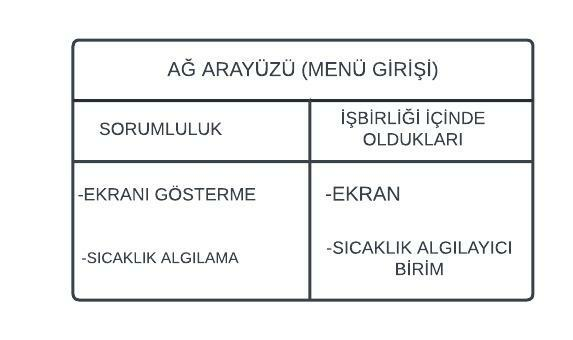 AĞ ARAYÜZÜ (MENÜ GİRİŞİ)
SORUMLULUK
İŞBİRLİĞİ İÇİNDE
OLDUKLARI
-EKRANI GÖSTERME
-EKRAN
-SICAKLIK ALGILAMA
-SICAKLIK ALGILAYICI
BİRİM